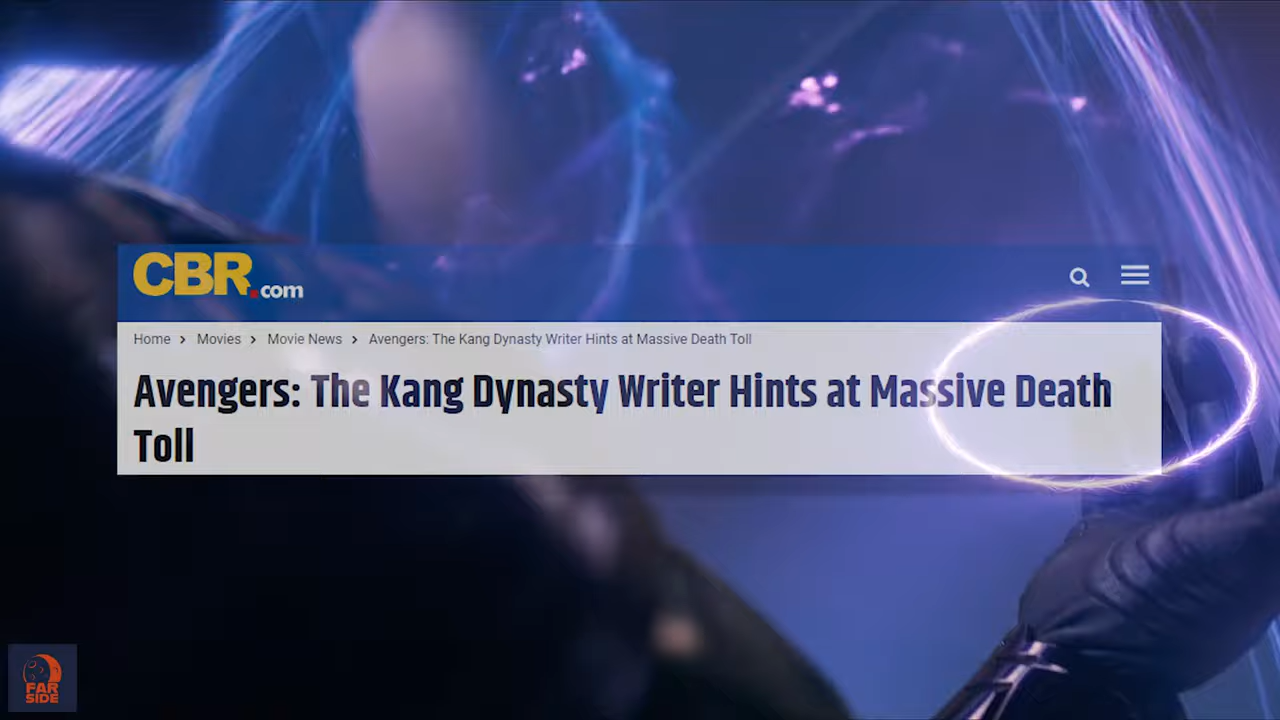 CBR.com
Home > Movies > Movie News > Avengers: The Kang Dynasty Writer Hints at Massive Death Toll
Avengers: The Kang Dynasty Writer Hints at Massive Death
Toll
FAR
SIDE